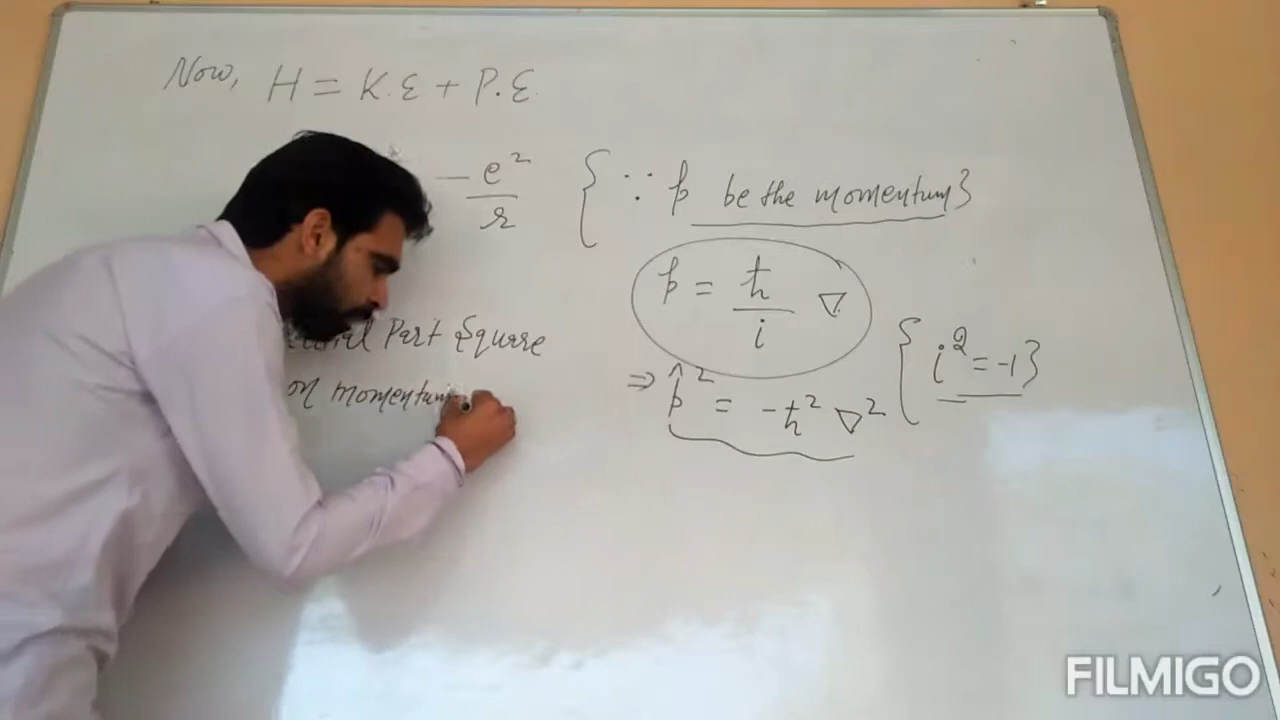 Now, H = K.E + P.E
- e²/r { ∵ p be the momentum}
p = ħ/i ∇
Part Square { i² = -1 }
⇒ p̂² = -ħ² ∇²
on momentum
FILMIGO